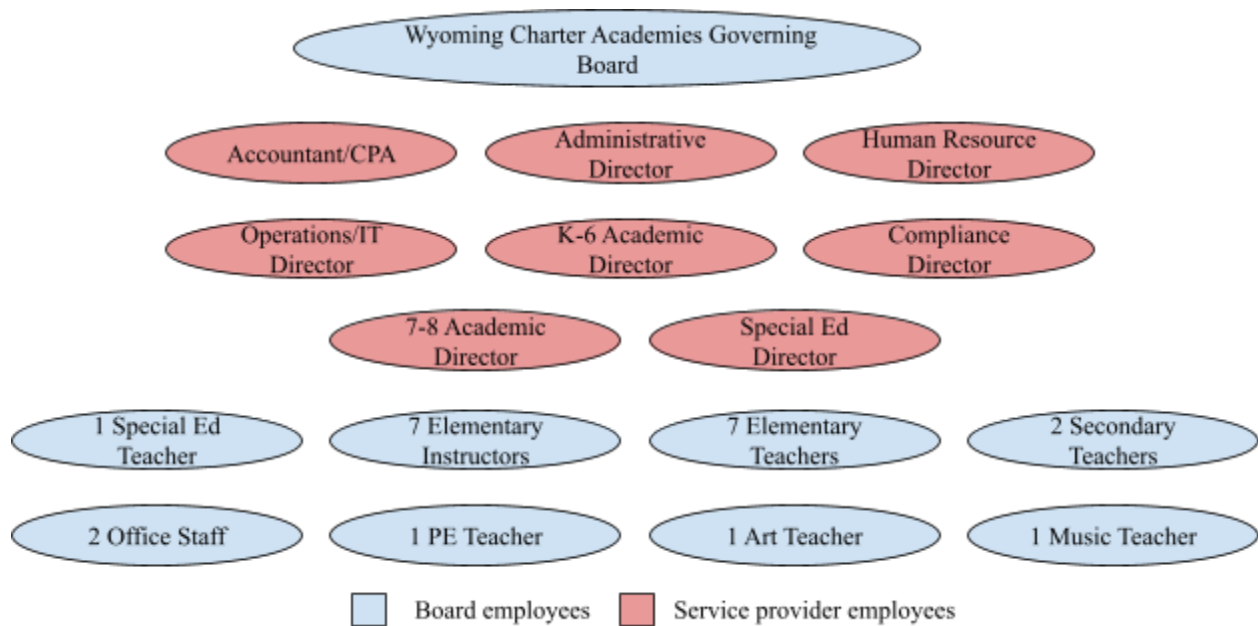 Wyoming Charter Academies Governing
Board
Accountant/CPA
Administrative
Director
Human Resource
Director
Operations/IT
Director
K-6 Academic
Director
Compliance
Director
7-8 Academic
Director
Special Ed
Director
1 Special Ed
Teacher
7 Elementary
Instructors
7 Elementary
Teachers
2 Secondary
Teachers
2 Office Staff
1 PE Teacher
1 Art Teacher
1 Music Teacher
Board employees
Service provider employees